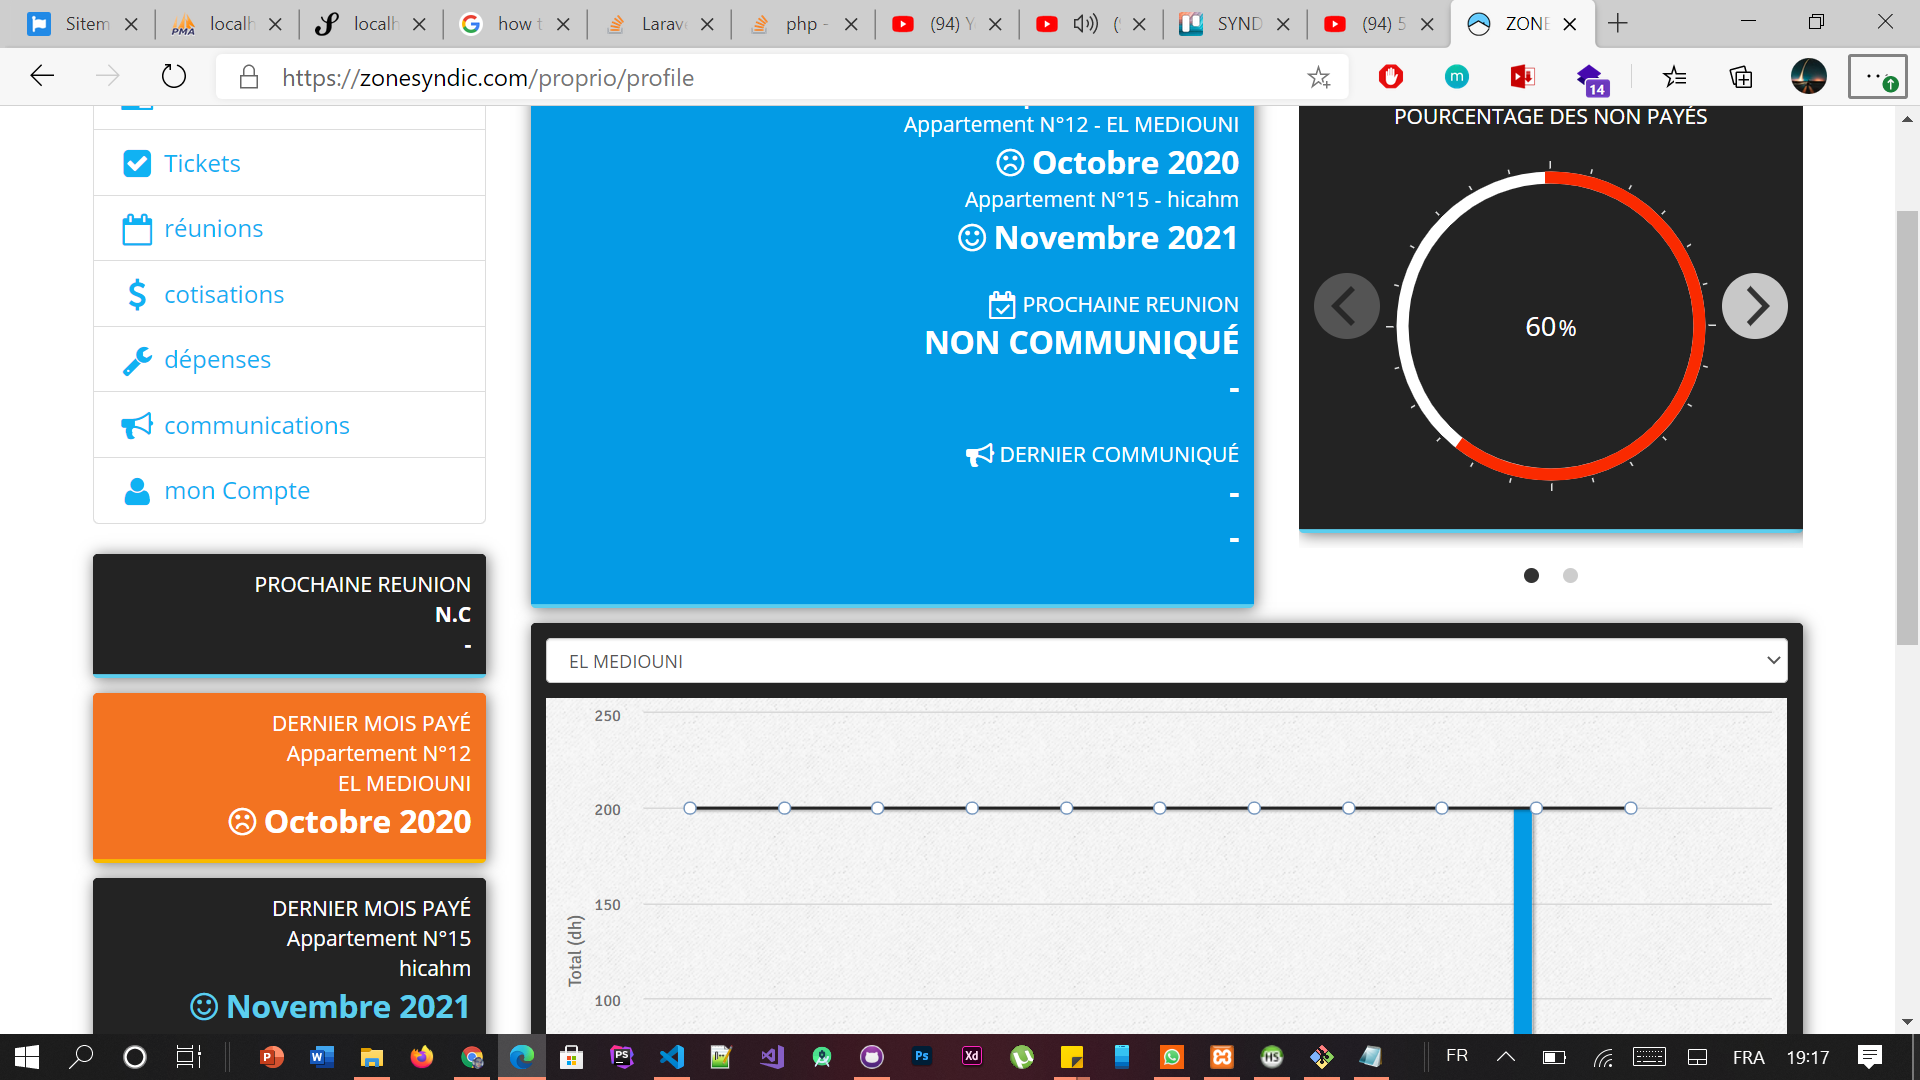 Sitem
localh
localh
how t
Larav
php -
(94) Y
(9
SYND
(94) 5
ZONE
https://zonesyndic.com/proprio/profile
m
14
Tickets
réunions
cotisations
dépenses
communications
mon Compte
PROCHAINE REUNION
N.C
-
DERNIER MOIS PAYÉ
Appartement N°12
EL MEDIOUNI
Octobre 2020
DERNIER MOIS PAYÉ
Appartement N°15
hicahm
Novembre 2021
Appartement N°12 - EL MEDIOUNI
Octobre 2020
Appartement N°15 - hicahm
Novembre 2021
PROCHAINE REUNION
NON COMMUNIQUÉ
-
DERNIER COMMUNIQUÉ
-
-
POURCENTAGE DES NON PAYÉS
60%
EL MEDIOUNI
250
200
150
100
Total (dh)
FR
FRA
19:17